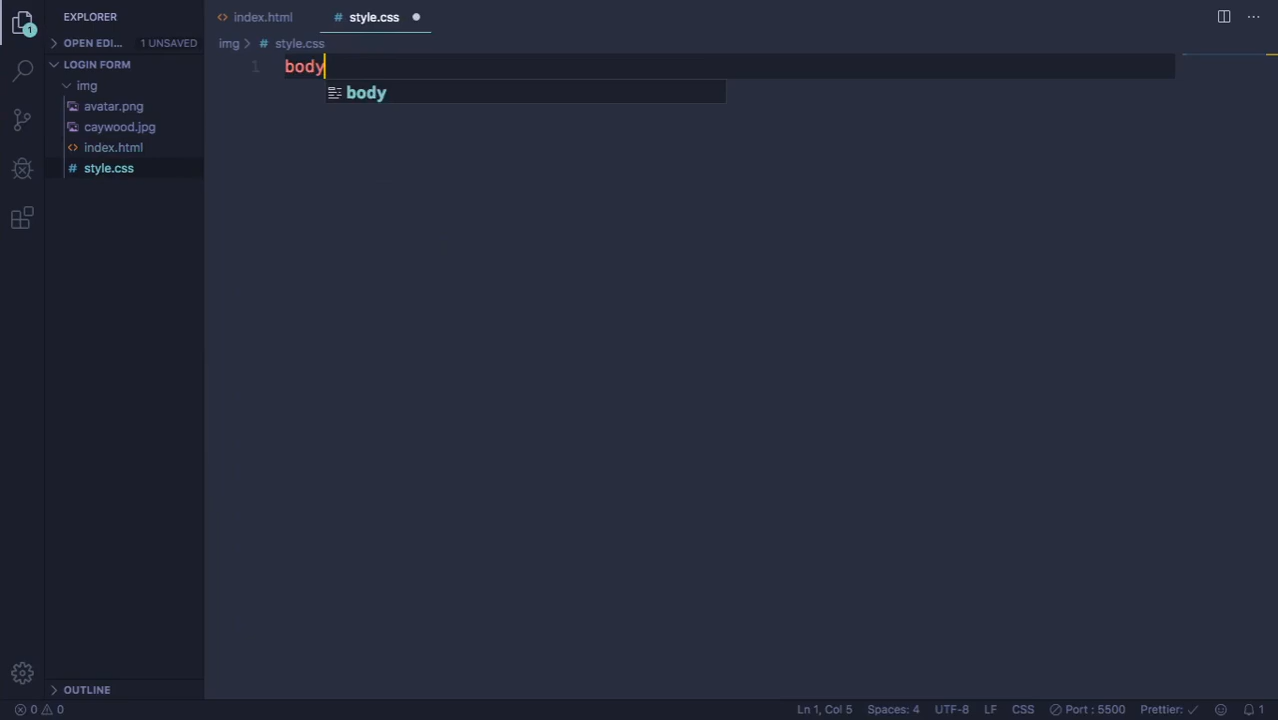 EXPLORER
index.html
style.css
OPEN EDI... 1 UNSAVED
img
style.css
LOGIN FORM
1
body
img
body
avatar.png
caywood.jpg
index.html
style.css
OUTLINE
0 0
Ln 1, Col 5
Spaces: 4
UTF-8
LF
CSS
Port : 5500
Prettier:
1
1